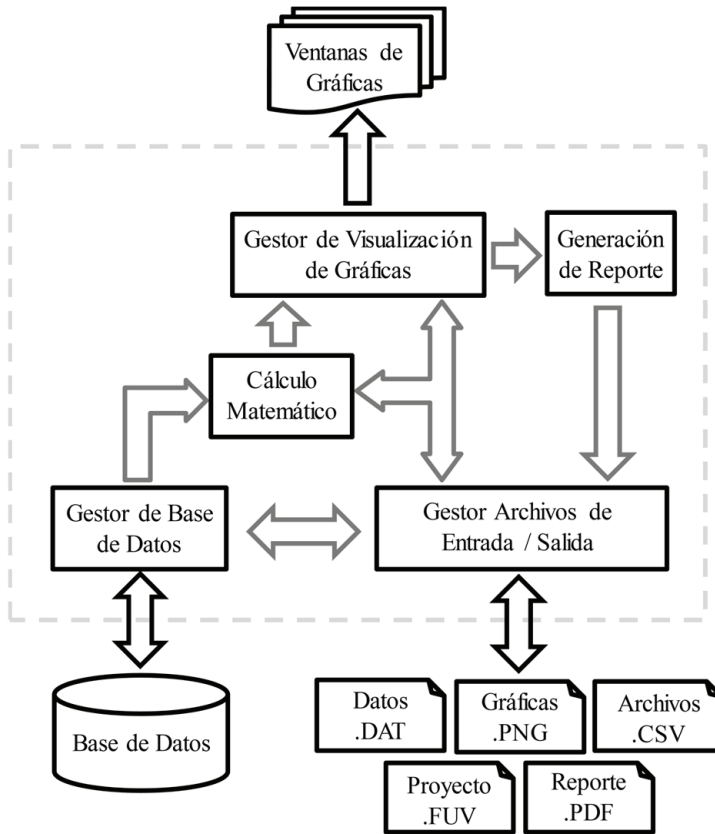 Ventanas de
Gráficas
Gestor de Visualización
de Gráficas
Generación
de Reporte
Cálculo
Matemático
Gestor de Base
de Datos
Gestor Archivos de
Entrada / Salida
Base de Datos
Datos
.DAT
Gráficas
.PNG
Archivos
.CSV
Proyecto
.FUV
Reporte
.PDF